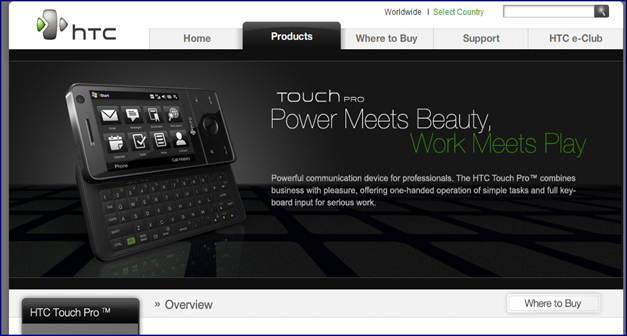 Worldwide I Select Country
hTC
Home
Products
Where to Buy
Support
HTC e-Club
TOUCH PRO
Power Meets Beauty,
Work Meets Play
Powerful communication device for professionals. The HTC Touch Pro™ combines
business with pleasure, offering one-handed operation of simple tasks and full key-
board input for serious work.
Start
Phone
Call History
HTC Touch Pro ™
» Overview
Where to Buy